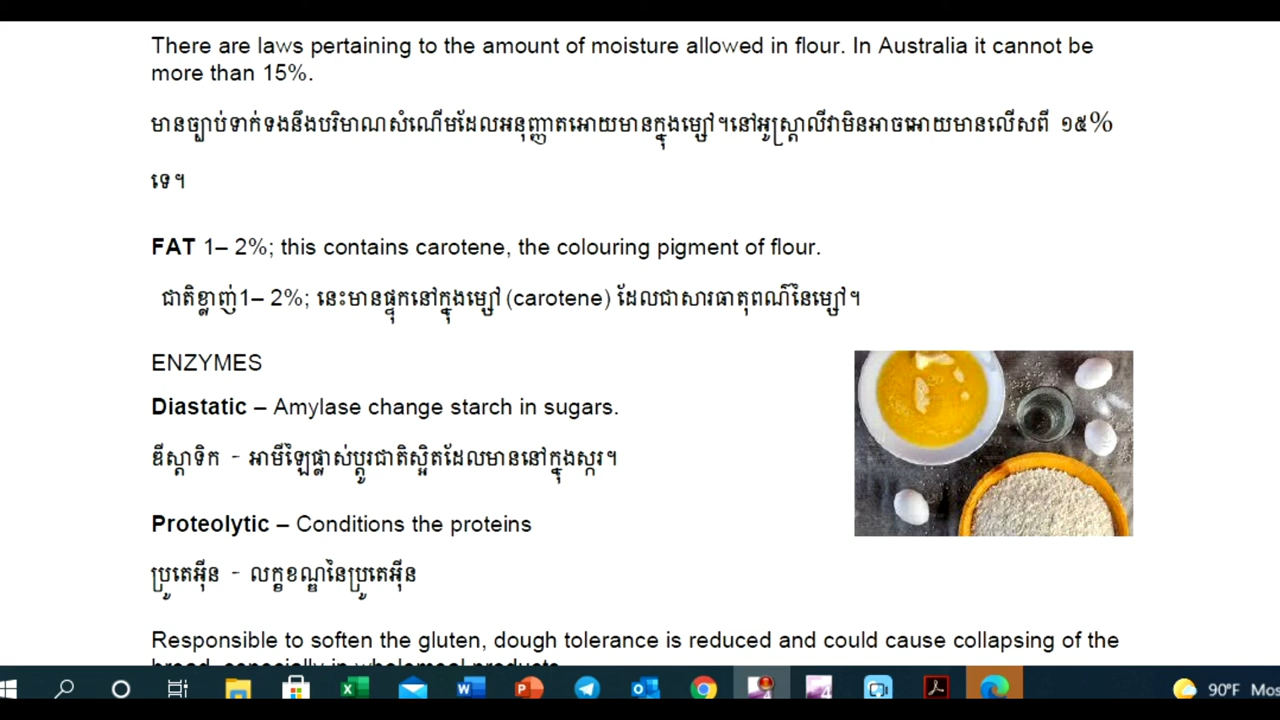 There are laws pertaining to the amount of moisture allowed in flour. In Australia it cannot be
more than 15%.
មានច្បាប់ទាក់ទងនឹងបរិមាណសំណើមដែលអនុញ្ញាតអោយមានក្នុងម្សៅ។នៅអូស្ត្រាលីវាមិនអាចអោយមានលើសពី ១៥%
ទេ។
FAT 1– 2%; this contains carotene, the colouring pigment of flour.
ជាតិខ្លាញ់1– 2%; នេះមានផ្ទុកនៅក្នុងម្សៅ (carotene) ដែលជាសារធាតុពណ៌នៃម្សៅ។
ENZYMES
Diastatic – Amylase change starch in sugars.
ឌីស្តាទិក - អាមីឡៃផ្លាស់ប្តូរជាតិស្អិតដែលមាននៅក្នុងស្ករ។
Proteolytic – Conditions the proteins
ប្រូតេអ៊ីន - លក្ខខណ្ឌនៃប្រូតេអ៊ីន
Responsible to soften the gluten, dough tolerance is reduced and could cause collapsing of the
bread, especially in wholemeal products
90°F Mos